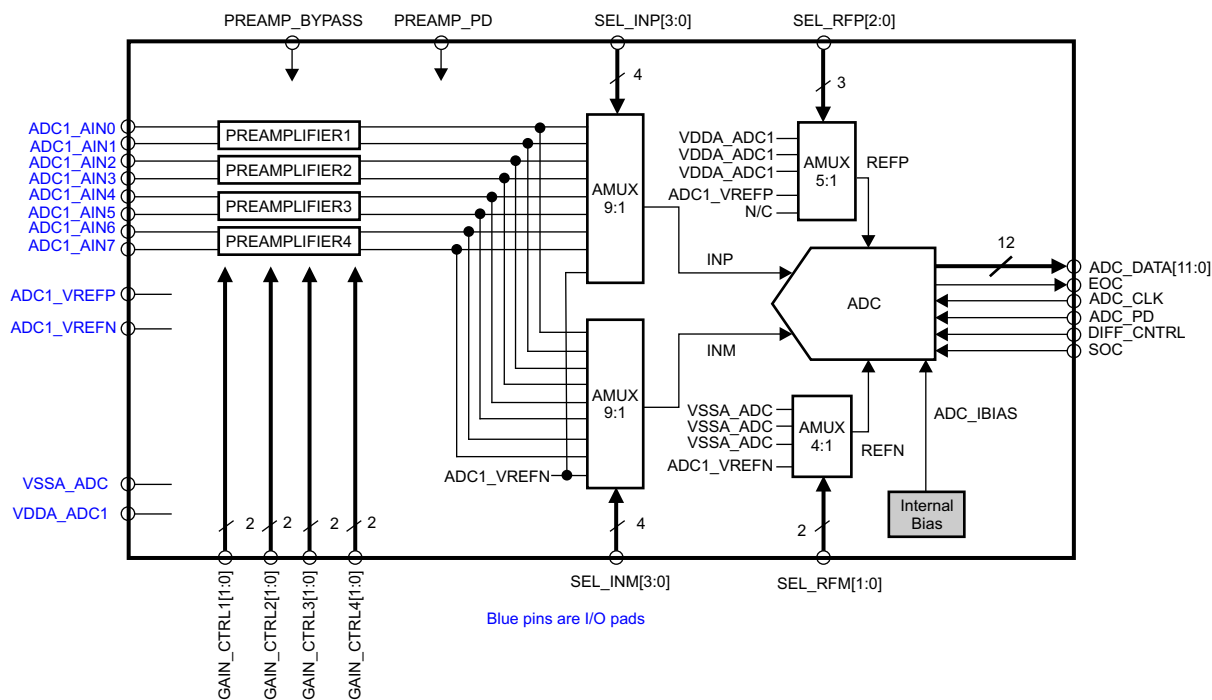 PREAMP_BYPASS
PREAMP_PD
SEL_INP[3:0]
SEL_RFP[2:0]
4
3
ADC1_AIN0
ADC1_AIN1
ADC1_AIN2
ADC1_AIN3
ADC1_AIN4
ADC1_AIN5
ADC1_AIN6
ADC1_AIN7
PREAMPLIFIER1
PREAMPLIFIER2
PREAMPLIFIER3
PREAMPLIFIER4
AMUX
9:1
VDDA_ADC1
VDDA_ADC1
VDDA_ADC1
ADC1_VREFP
N/C
AMUX
5:1
REFP
ADC1_VREFP
ADC1_VREFN
INP
INM
ADC
12
ADC_DATA[11:0]
EOC
ADC_CLK
ADC_PD
DIFF_CNTRL
SOC
AMUX
9:1
ADC1_VREFN
VSSA_ADC
VSSA_ADC
VSSA_ADC
ADC1_VREFN
AMUX
4:1
REFN
ADC_IBIAS
Internal
Bias
VSSA_ADC
VDDA_ADC1
2
2
2
2
4
2
GAIN_CTRL1[1:0]
GAIN_CTRL2[1:0]
GAIN_CTRL3[1:0]
GAIN_CTRL4[1:0]
SEL_INM[3:0]
SEL_RFM[1:0]
Blue pins are I/O pads